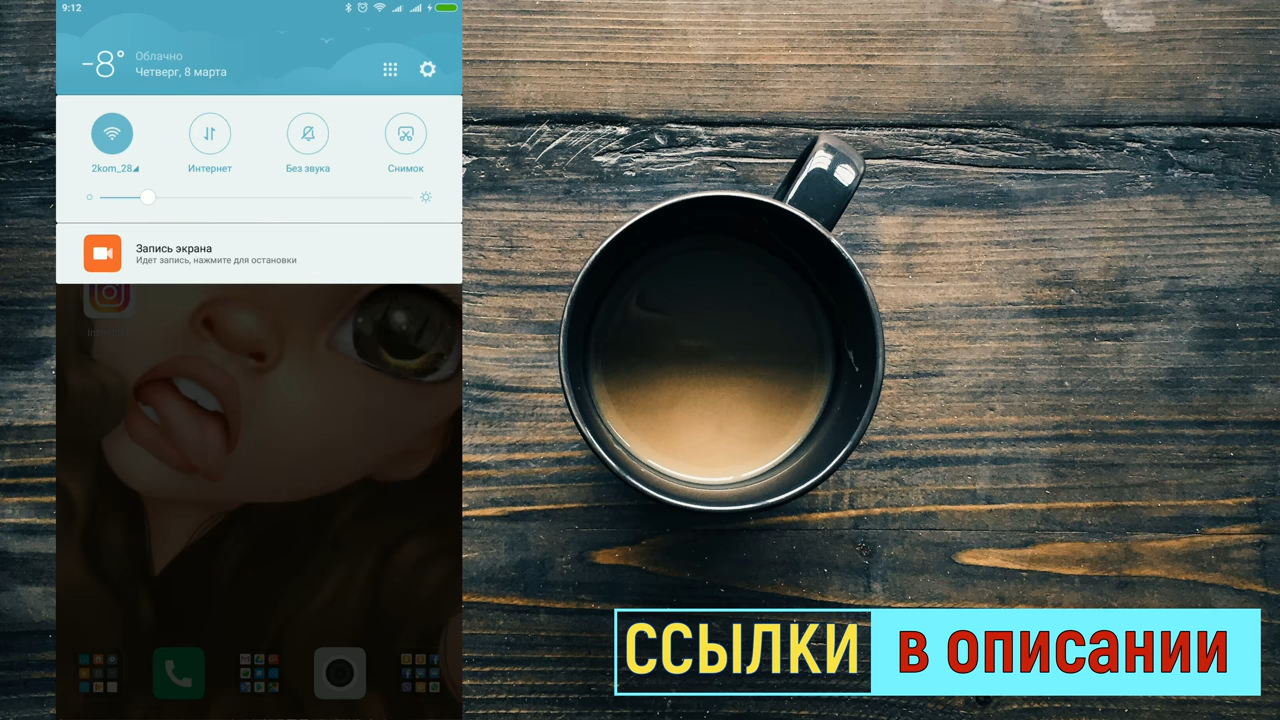 9:12
-8°
Облачно
Четверг, 8 марта
2kom_28
Интернет
Без звука
Снимок
Запись экрана
Идет запись, нажмите для остановки
ССЫЛКИ В ОПИСАНИИ